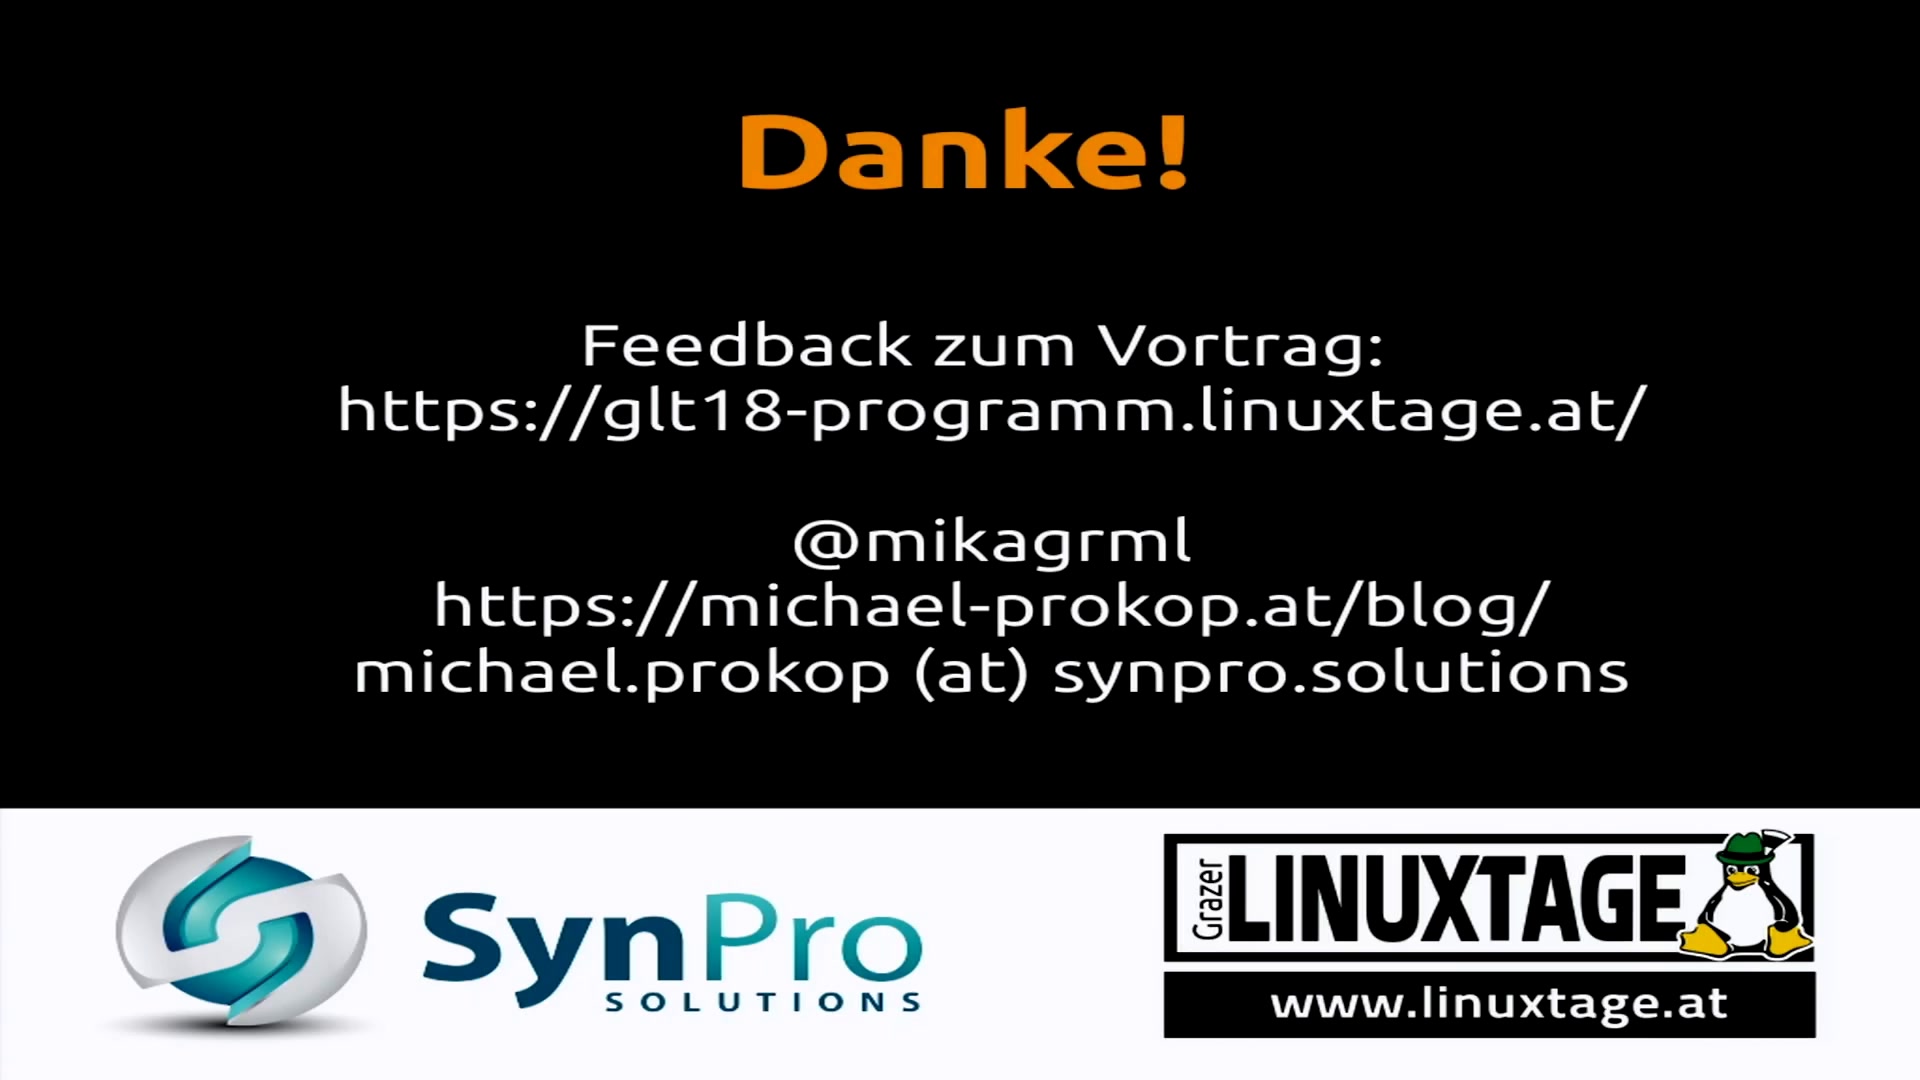 Danke!
Feedback zum Vortrag:
https://glt18-programm.linuxtage.at/
@mikagrml
https://michael-prokop.at/blog/
michael.prokop (at) synpro.solutions
SynPro
SOLUTIONS
Grazer
LINUXTAGE
www.linuxtage.at